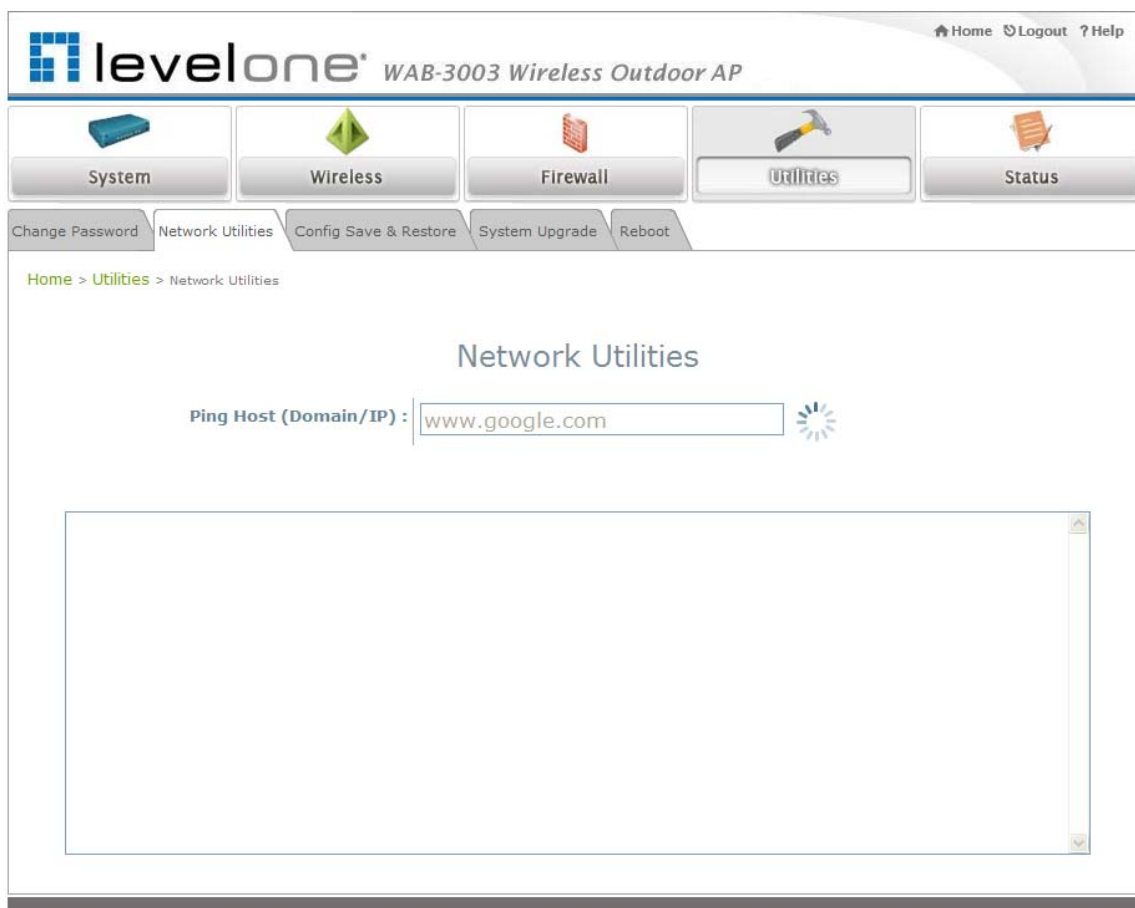 Home Logout ? Help
levelone WAB-3003 Wireless Outdoor AP
System Wireless Firewall Utilities Status
Change Password Network Utilities Config Save & Restore System Upgrade Reboot
Home > Utilities > Network Utilities
Network Utilities
Ping Host (Domain/IP) : www.google.com